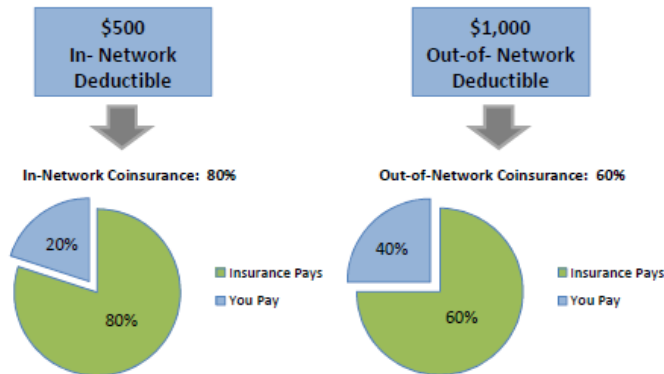 $500
In- Network
Deductible
$1,000
Out-of- Network
Deductible
In-Network Coinsurance: 80%
Out-of-Network Coinsurance: 60%
20%
80%
Insurance Pays
You Pay
40%
60%
Insurance Pays
You Pay